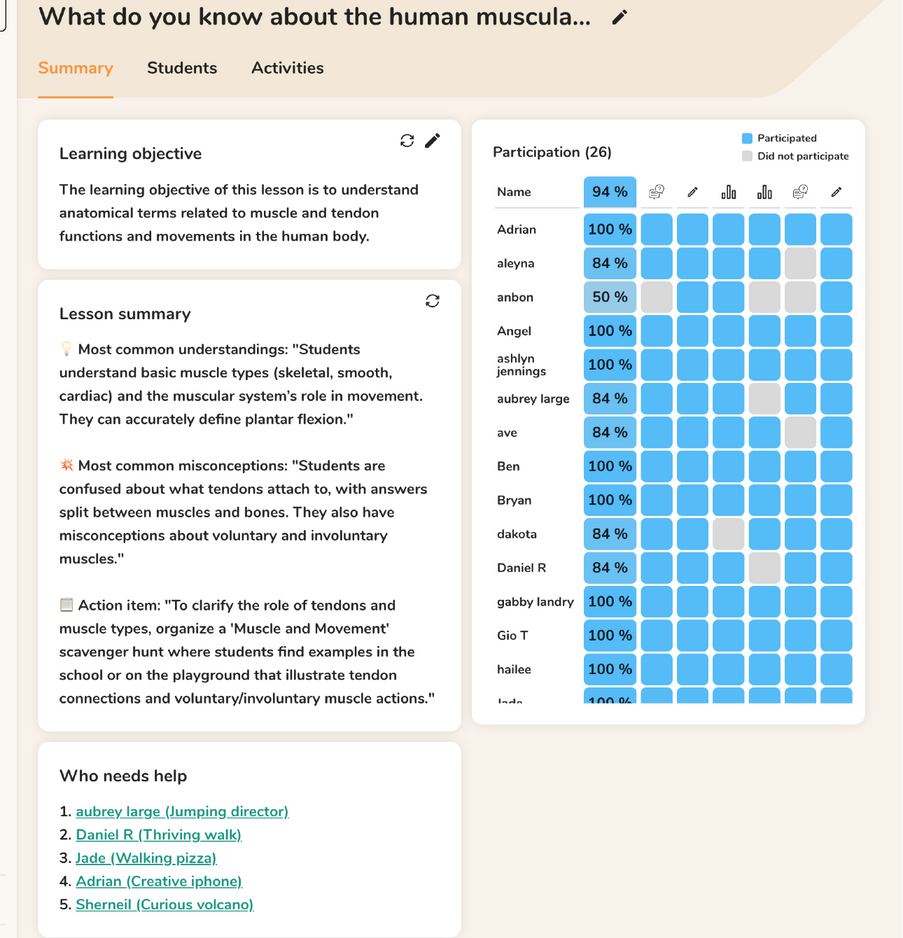 What do you know about the human muscula...
Summary
Students
Activities
Learning objective
The learning objective of this lesson is to understand
anatomical terms related to muscle and tendon
functions and movements in the human body.
Lesson summary
💡 Most common understandings: "Students
understand basic muscle types (skeletal, smooth,
cardiac) and the muscular system's role in movement.
They can accurately define plantar flexion."
💥 Most common misconceptions: "Students are
confused about what tendons attach to, with answers
split between muscles and bones. They also have
misconceptions about voluntary and involuntary
muscles."
📋 Action item: "To clarify the role of tendons and
muscle types, organize a 'Muscle and Movement'
scavenger hunt where students find examples in the
school or on the playground that illustrate tendon
connections and voluntary/involuntary muscle actions."
Who needs help
1. aubrey large (Jumping director)
2. Daniel R (Thriving walk)
3. Jade (Walking pizza)
4. Adrian (Creative iphone)
5. Sherneil (Curious volcano)
Participation (26)
Participated
Did not participate
Name 94 %
Adrian 100 %
aleyna 84 %
anbon 50 %
Angel 100 %
ashlyn
jennings 100 %
aubrey large 84 %
ave 84 %
Ben 100 %
Bryan 100 %
dakota 84 %
Daniel R 84 %
gabby landry 100 %
Gio T 100 %
hailee 100 %
Jade 100 %